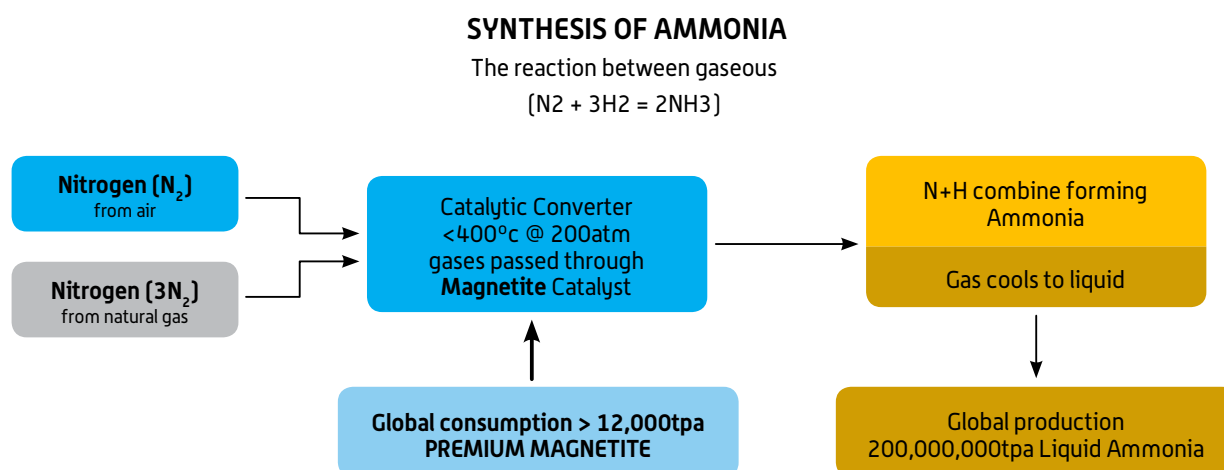 SYNTHESIS OF AMMONIA
The reaction between gaseous
(N2 + 3H2 = 2NH3)
Nitrogen (N₂)
from air
Nitrogen (3N₂)
from natural gas
Catalytic Converter
<400ºc @ 200atm
gases passed through
Magnetite Catalyst
N+H combine forming
Ammonia
Gas cools to liquid
Global consumption > 12,000tpa
PREMIUM MAGNETITE
Global production
200,000,000tpa Liquid Ammonia